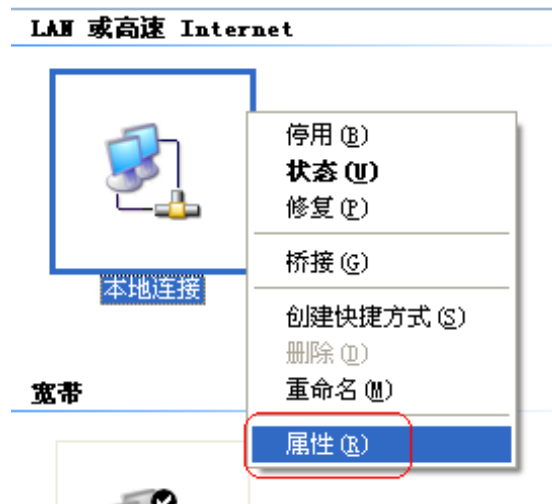 LAN 或高速 Internet
停用(B)
状态(U)
修复(P)
桥接(G)
本地连接
创建快捷方式(S)
删除(D)
重命名(M)
宽带
属性(R)